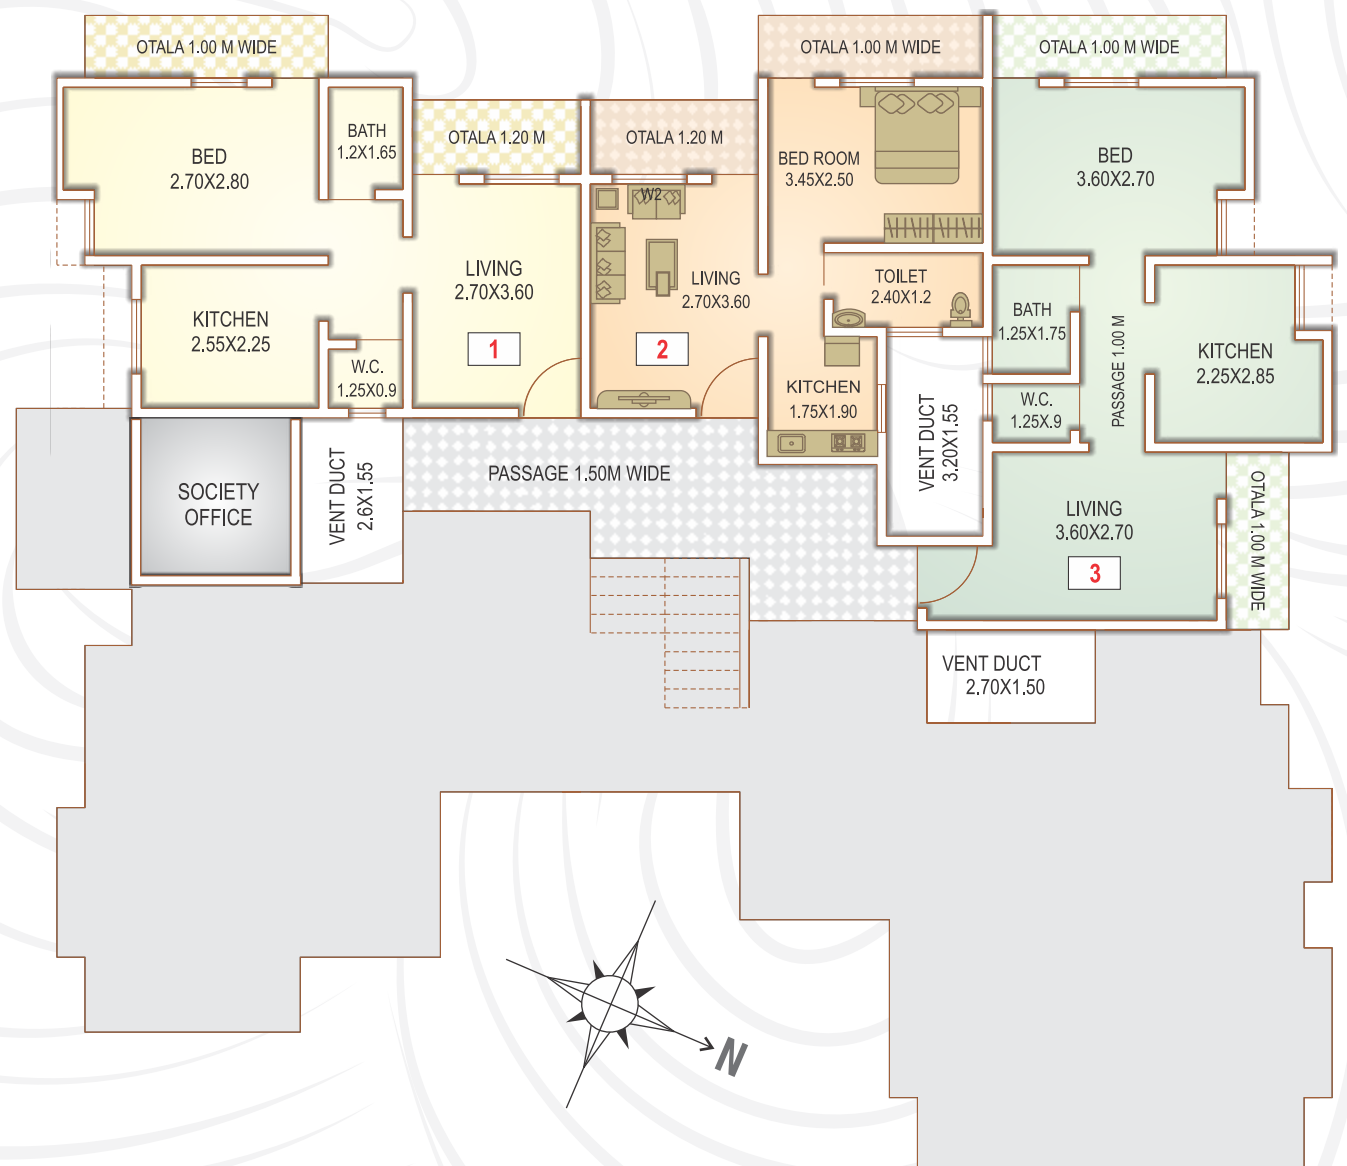 OTALA 1.00 M WIDE
OTALA 1.00 M WIDE
OTALA 1.00 M WIDE
BED
2.70X2.80
BATH
1.2X1.65
OTALA 1.20 M
OTALA 1.20 M
BED ROOM
3.45X2.50
BED
3.60X2.70
W2
LIVING
2.70X3.60
LIVING
2.70X3.60
TOILET
2.40X1.2
KITCHEN
2.55X2.25
BATH
1.25X1.75
PASSAGE 1.00 M
KITCHEN
2.25X2.85
1
2
W.C.
1.25X0.9
KITCHEN
1.75X1.90
W.C.
1.25X.9
VENT DUCT
3.20X1.55
SOCIETY
OFFICE
VENT DUCT
2.6X1.55
PASSAGE 1.50M WIDE
LIVING
3.60X2.70
3
OTALA 1.00 M WIDE
VENT DUCT
2.70X1.50
N